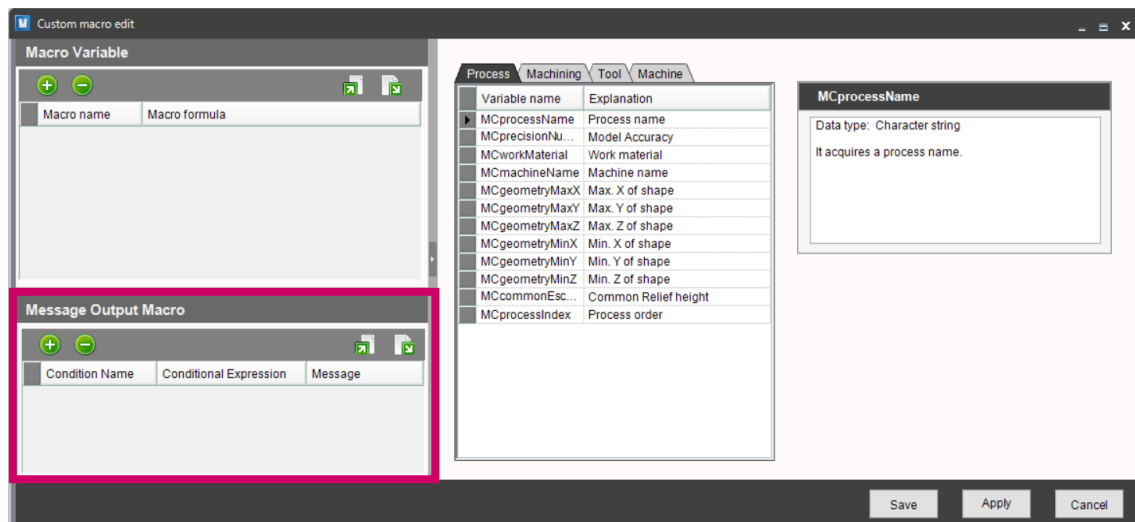 Custom macro edit
Macro Variable
Macro name Macro formula
Message Output Macro
Condition Name Conditional Expression Message
Process Machining Tool Machine
Variable name Explanation
MCprocessName Process name
MCprecisionNu... Model Accuracy
MCworkMaterial Work material
MCmachineName Machine name
MCgeometryMaxX Max. X of shape
MCgeometryMaxY Max. Y of shape
MCgeometryMaxZ Max. Z of shape
MCgeometryMinX Min. X of shape
MCgeometryMinY Min. Y of shape
MCgeometryMinZ Min. Z of shape
MCcommonEsc... Common Relief height
MCprocessIndex Process order
MCprocessName
Data type: Character string
It acquires a process name.
Save Apply Cancel